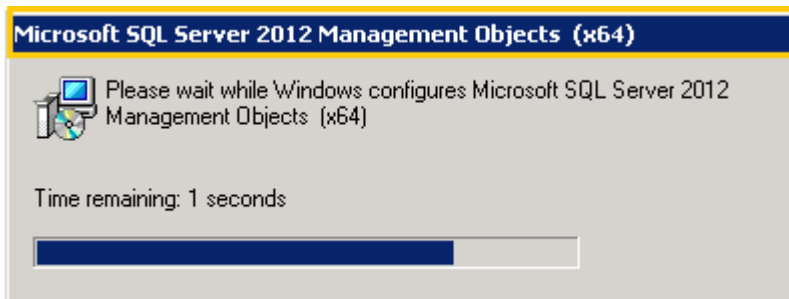 Microsoft SQL Server 2012 Management Objects  (x64)
Please wait while Windows configures Microsoft SQL Server 2012
Management Objects  (x64)
Time remaining: 1 seconds